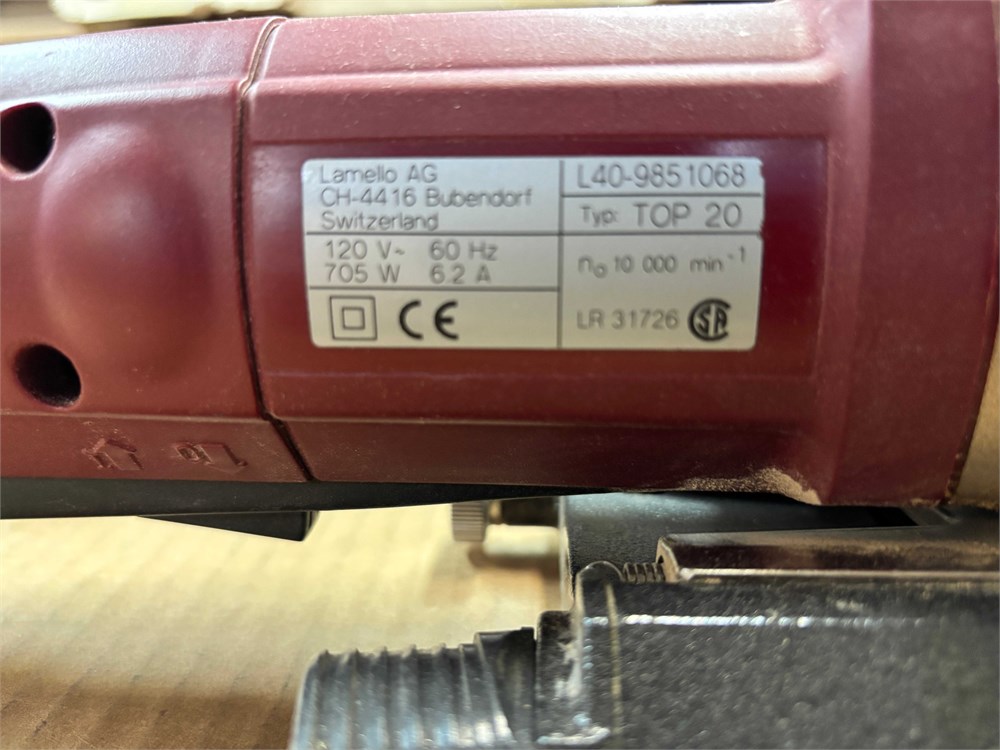 Lamello AG
CH-4416 Bubendorf
Switzerland
120 V~ 60 Hz
705 W 6.2 A
CE
L40-9851068
Typ: TOP 20
n₀ 10 000 min⁻¹
LR 31726 SA